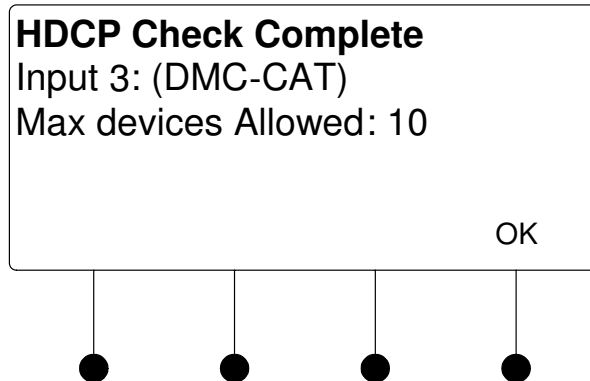 HDCP Check Complete
Input 3: (DMC-CAT)
Max devices Allowed: 10
OK